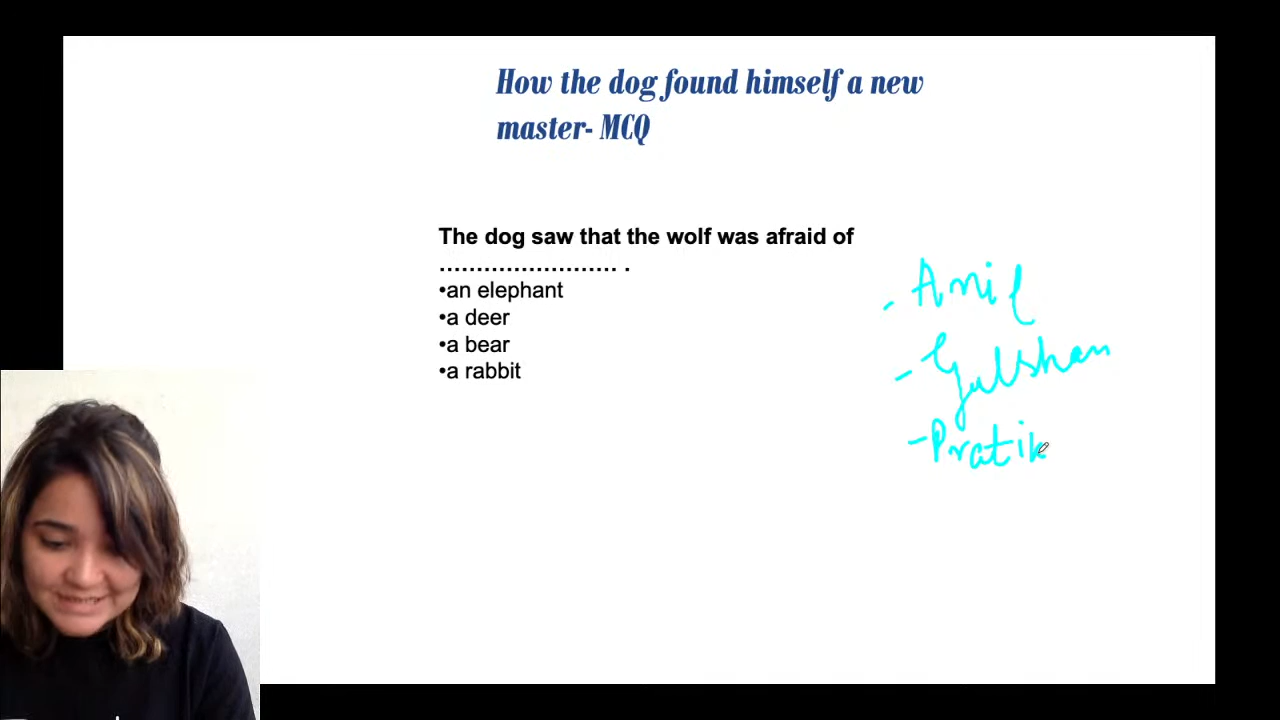 How the dog found himself a new
master- MCQ
The dog saw that the wolf was afraid of
........................ .
•an elephant
•a deer
•a bear
•a rabbit
- Anil
- Gulshan
- Pratik